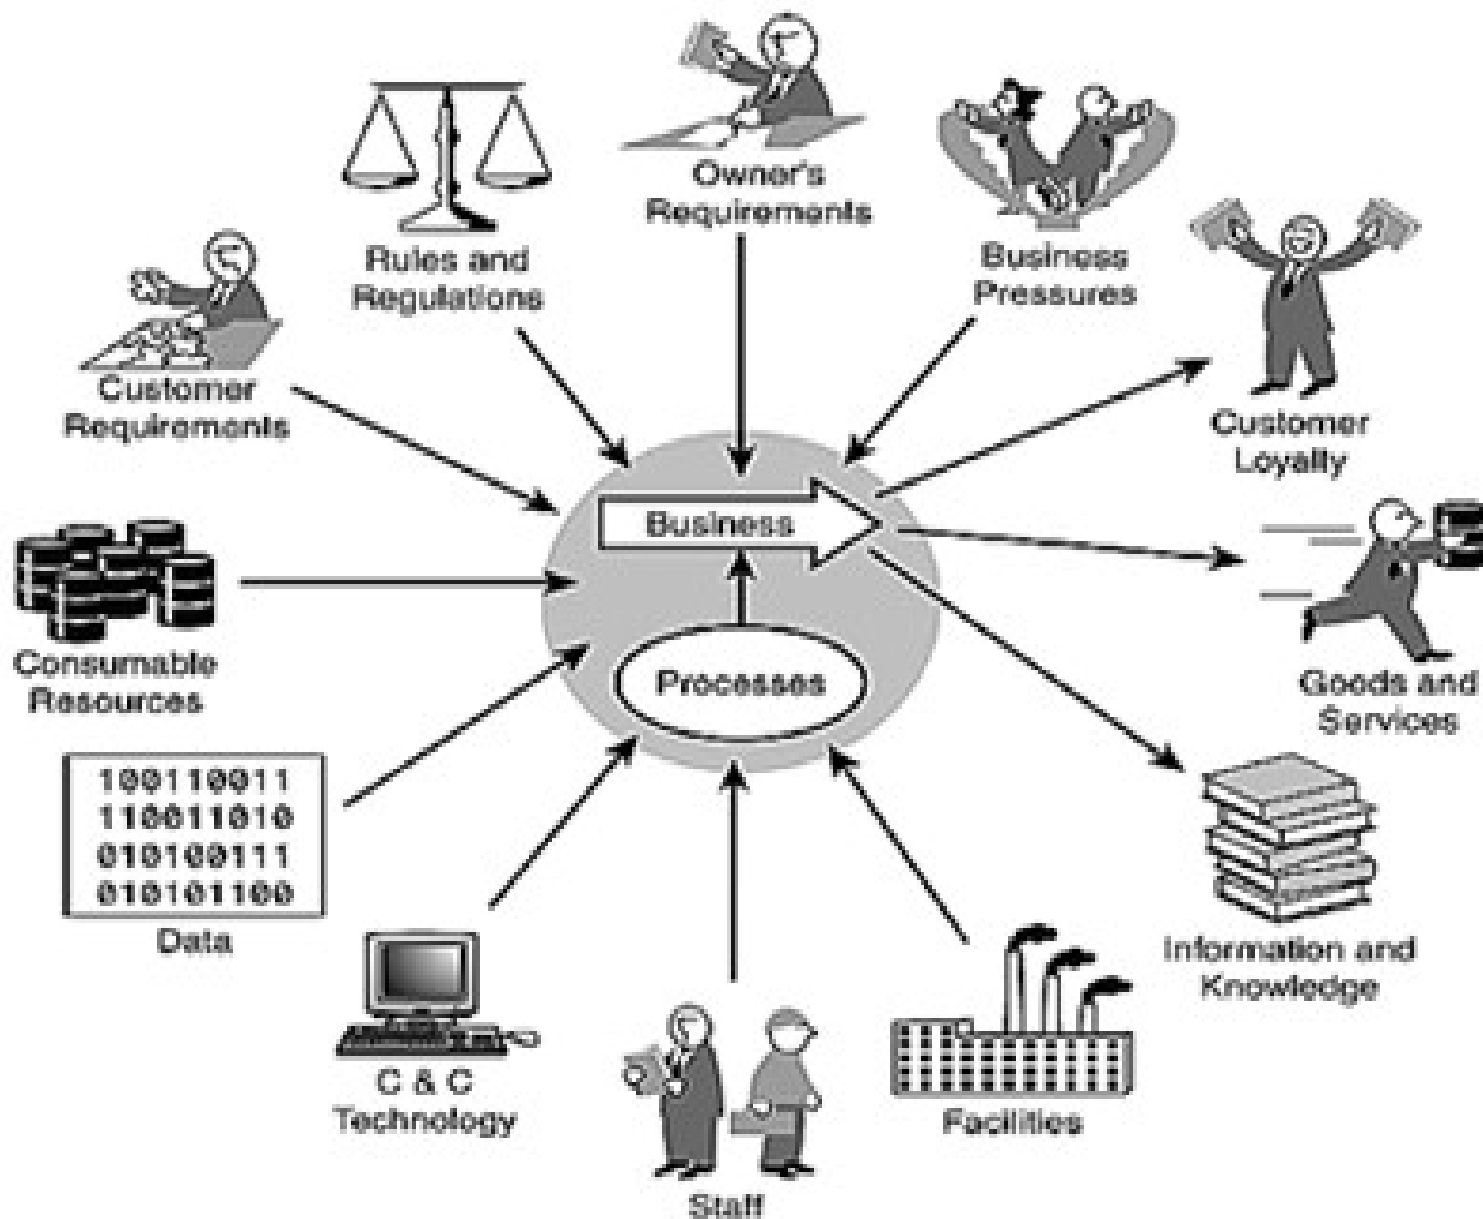 Owner's
Requirements
Rules and
Regulations
Business
Pressures
Customer
Requirements
Customer
Loyalty
Business
Consumable
Resources
Processes
Goods and
Services
100110011
110011010
010100111
010101100
Data
Information and
Knowledge
C & C
Technology
Facilities
Staff